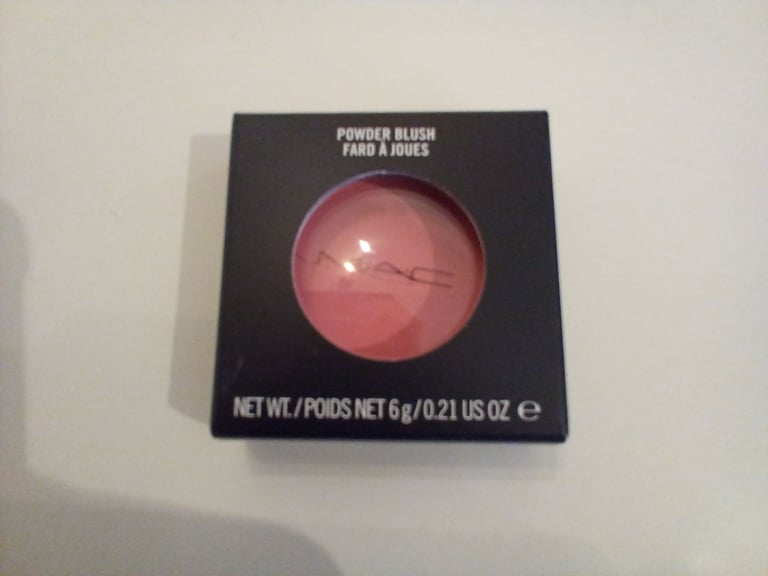 POWDER BLUSH
FARD À JOUES
MAC
NET WT./POIDS NET 6 g/0.21 US OZ ℮